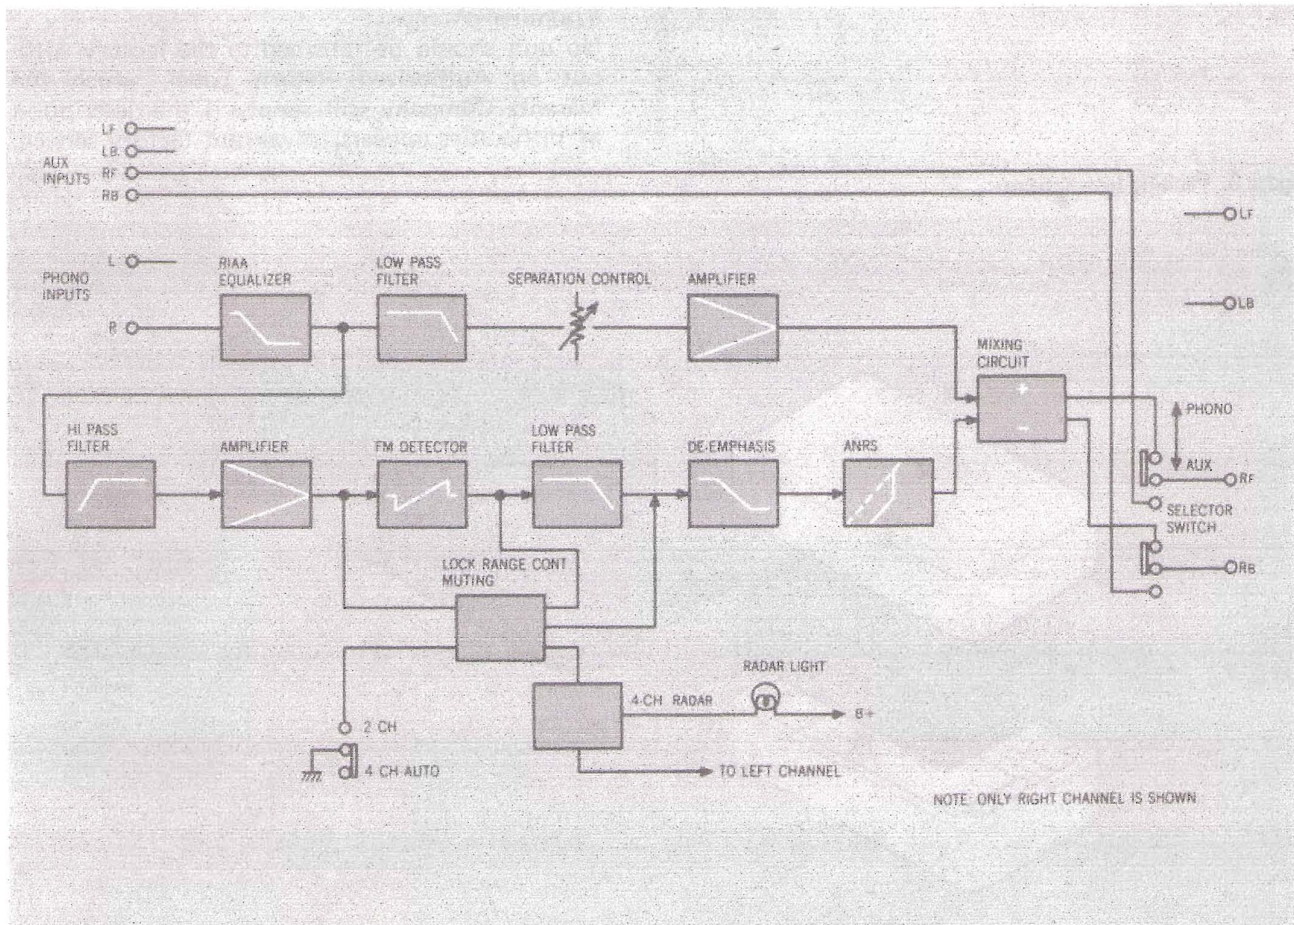 LF
LB.
AUX
INPUTS
RF
RB
LF
L
PHONO
INPUTS
R
RIAA
EQUALIZER
LOW PASS
FILTER
SEPARATION CONTROL
AMPLIFIER
LB
MIXING
CIRCUIT
+
−
HI PASS
FILTER
AMPLIFIER
FM DETECTOR
LOW PASS
FILTER
DE-EMPHASIS
ANRS
PHONO
AUX
RF
SELECTOR
SWITCH
RB
LOCK RANGE CONT
MUTING
4-CH RADAR
RADAR LIGHT
B+
2 CH
4 CH AUTO
TO LEFT CHANNEL
NOTE: ONLY RIGHT CHANNEL IS SHOWN